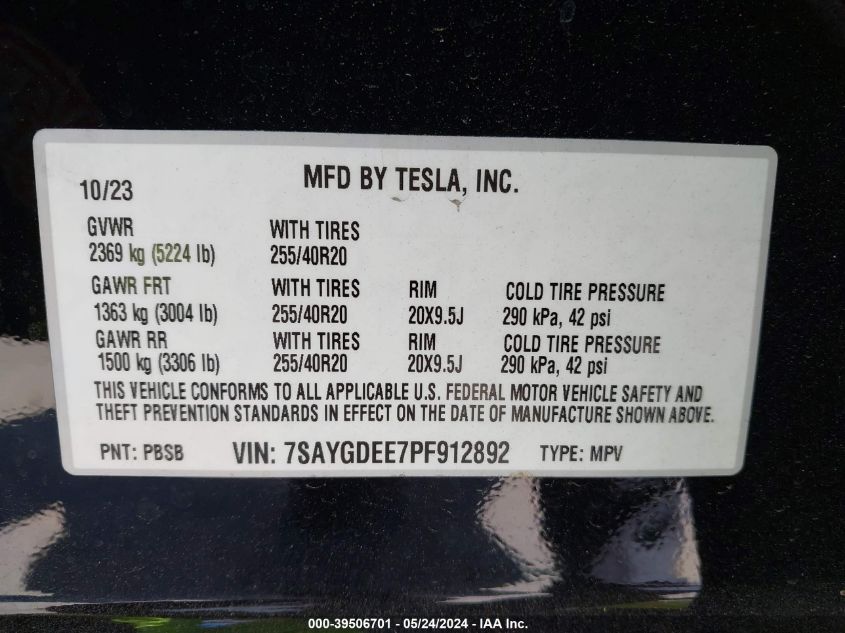 MFD BY TESLA, INC.
10/23
GVWR WITH TIRES
2369 kg (5224 lb) 255/40R20
GAWR FRT WITH TIRES RIM COLD TIRE PRESSURE
1363 kg (3004 lb) 255/40R20 20X9.5J 290 kPa, 42 psi
GAWR RR WITH TIRES RIM COLD TIRE PRESSURE
1500 kg (3306 lb) 255/40R20 20X9.5J 290 kPa, 42 psi
THIS VEHICLE CONFORMS TO ALL APPLICABLE U.S. FEDERAL MOTOR VEHICLE SAFETY AND
THEFT PREVENTION STANDARDS IN EFFECT ON THE DATE OF MANUFACTURE SHOWN ABOVE.
PNT: PBSB VIN: 7SAYGDEE7PF912892 TYPE: MPV
000-39506701 - 05/24/2024 - IAA Inc.